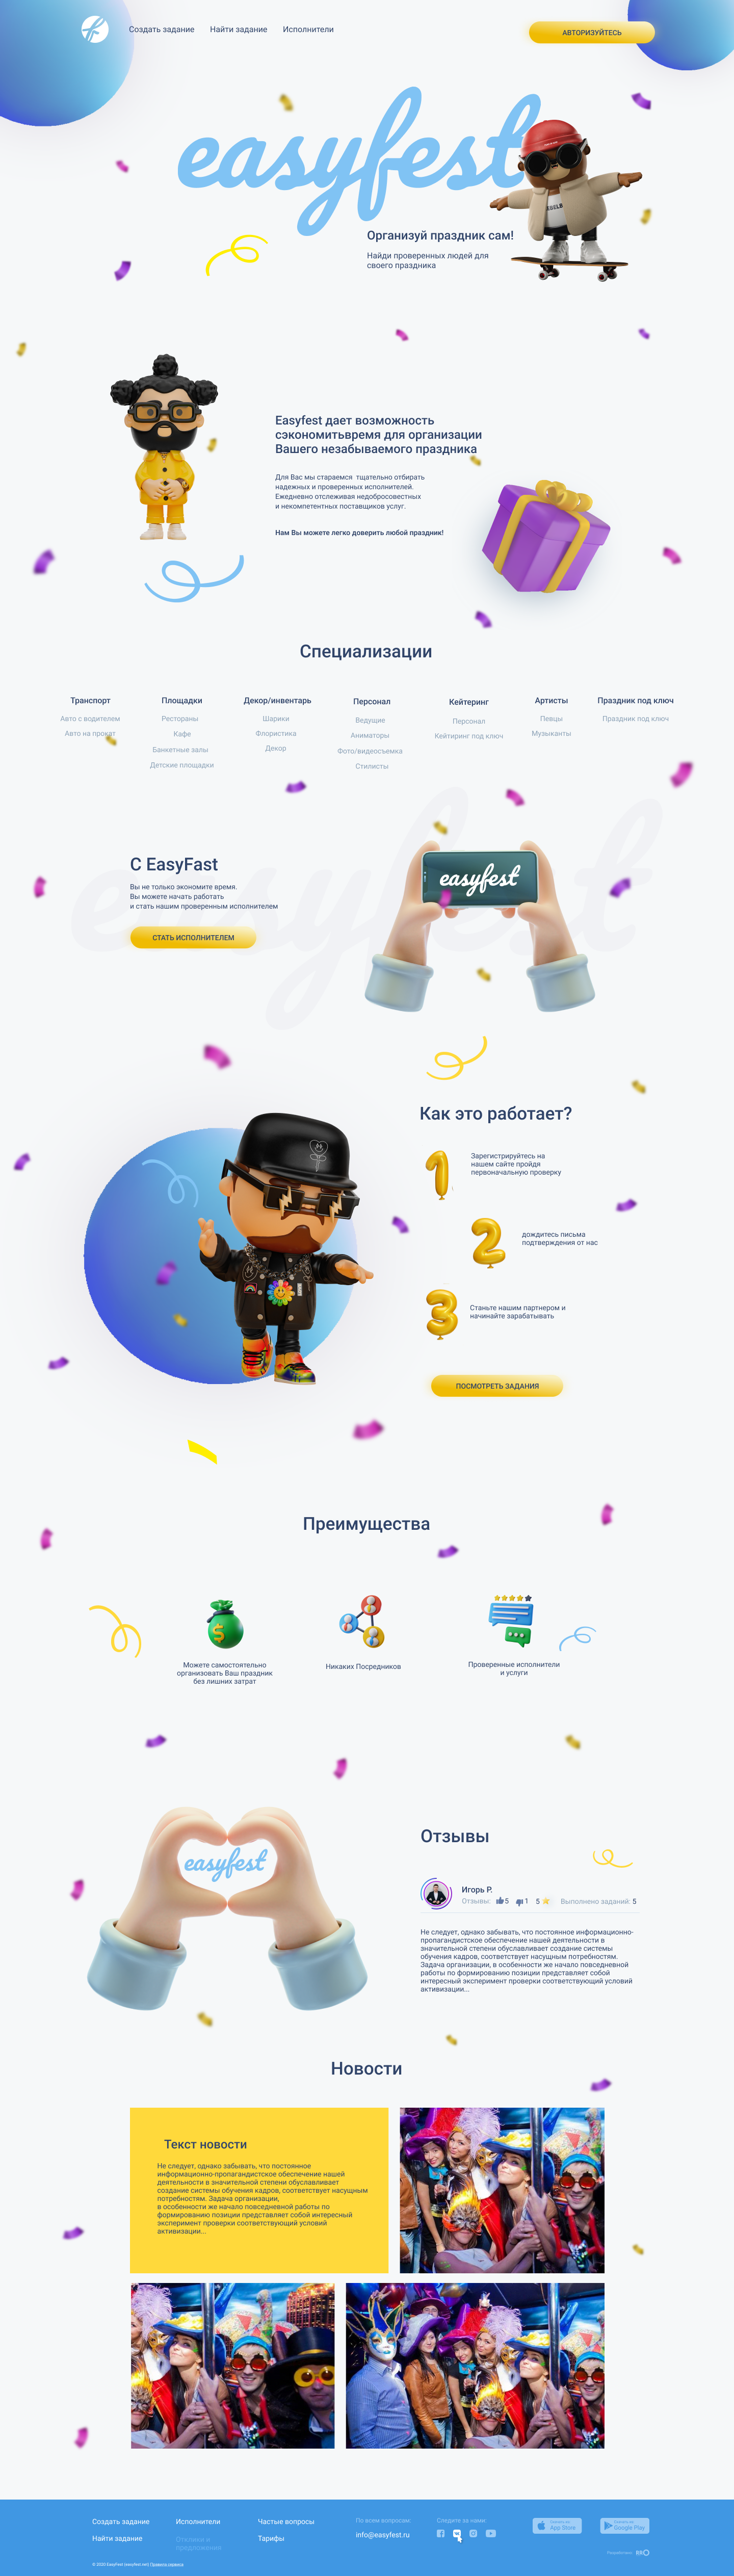 Создать задание
Найти задание
Исполнители
АВТОРИЗУЙТЕСЬ
easyfest
Организуй праздник сам!
Найди проверенных людей для
своего праздника
Easyfest дает возможность
сэкономитьвремя для организации
Вашего незабываемого праздника
Для Вас мы стараемся тщательно отбирать
надежных и проверенных исполнителей.
Ежедневно отслеживая недобросовестных
и некомпетентных поставщиков услуг.
Нам Вы можете легко доверить любой праздник!
Специализации
Транспорт
Авто с водителем
Авто на прокат
Площадки
Рестораны
Кафе
Банкетные залы
Детские площадки
Декор/инвентарь
Шарики
Флористика
Декор
Персонал
Ведущие
Аниматоры
Фото/видеосъемка
Стилисты
Кейтеринг
Персонал
Кейтиринг под ключ
Артисты
Певцы
Музыканты
Праздник под ключ
Праздник под ключ
easyfest
С EasyFast
Вы не только экономите время.
Вы можете начать работать
и стать нашим проверенным исполнителем
СТАТЬ ИСПОЛНИТЕЛЕМ
easyfest
Как это работает?
1
Зарегистрируйтесь на
нашем сайте пройдя
первоначальную проверку
2
дождитесь письма
подтверждения от нас
3
Станьте нашим партнером и
начинайте зарабатывать
ПОСМОТРЕТЬ ЗАДАНИЯ
Преимущества
Можете самостоятельно
организовать Ваш праздник
без лишних затрат
Никаких Посредников
Проверенные исполнители
и услуги
easyfest
Отзывы
Игорь Р.
Отзывы: 5 1 5 Выполнено заданий: 5
Не следует, однако забывать, что постоянное информационно-
пропагандистское обеспечение нашей деятельности в
значительной степени обуславливает создание системы
обучения кадров, соответствует насущным потребностям.
Задача организации, в особенности же начало повседневной
работы по формированию позиции представляет собой
интересный эксперимент проверки соответствующий условий
активизации...
Новости
Текст новости
Не следует, однако забывать, что постоянное
информационно-пропагандистское обеспечение нашей
деятельности в значительной степени обуславливает
создание системы обучения кадров, соответствует насущным
потребностям. Задача организации,
в особенности же начало повседневной работы по
формированию позиции представляет собой интересный
эксперимент проверки соответствующий условий
активизации...
Создать задание
Найти задание
Исполнители
Отзывы и
предложения
Частые вопросы
Тарифы
По всем вопросам:
info@easyfest.ru
Следите за нами:
App Store
Google Play
© 2020 EasyFest (easyfest.net) Правила сервиса